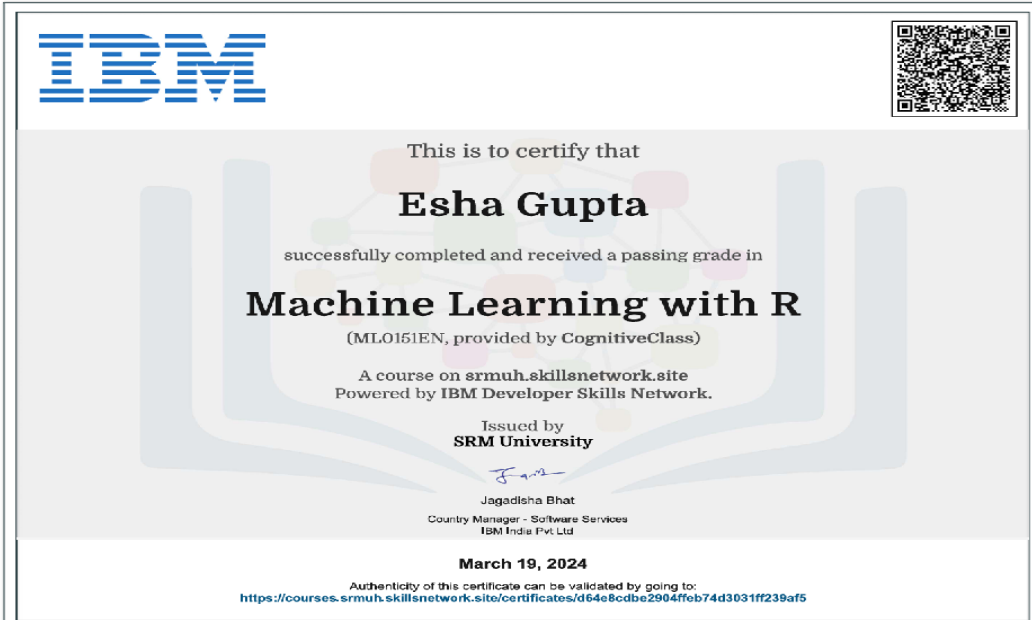 IBM
This is to certify that
Esha Gupta
successfully completed and received a passing grade in
Machine Learning with R
(ML0151EN, provided by CognitiveClass)
A course on srmuh.skillsnetwork.site
Powered by IBM Developer Skills Network.
Issued by
SRM University
Jagadisha Bhat
Country Manager - Software Services
IBM India Pvt Ltd
March 19, 2024
Authenticity of this certificate can be validated by going to:
https://courses.srmuh.skillsnetwork.site/certificates/d64e8cdbe2904ffeb74d3031ff239af5